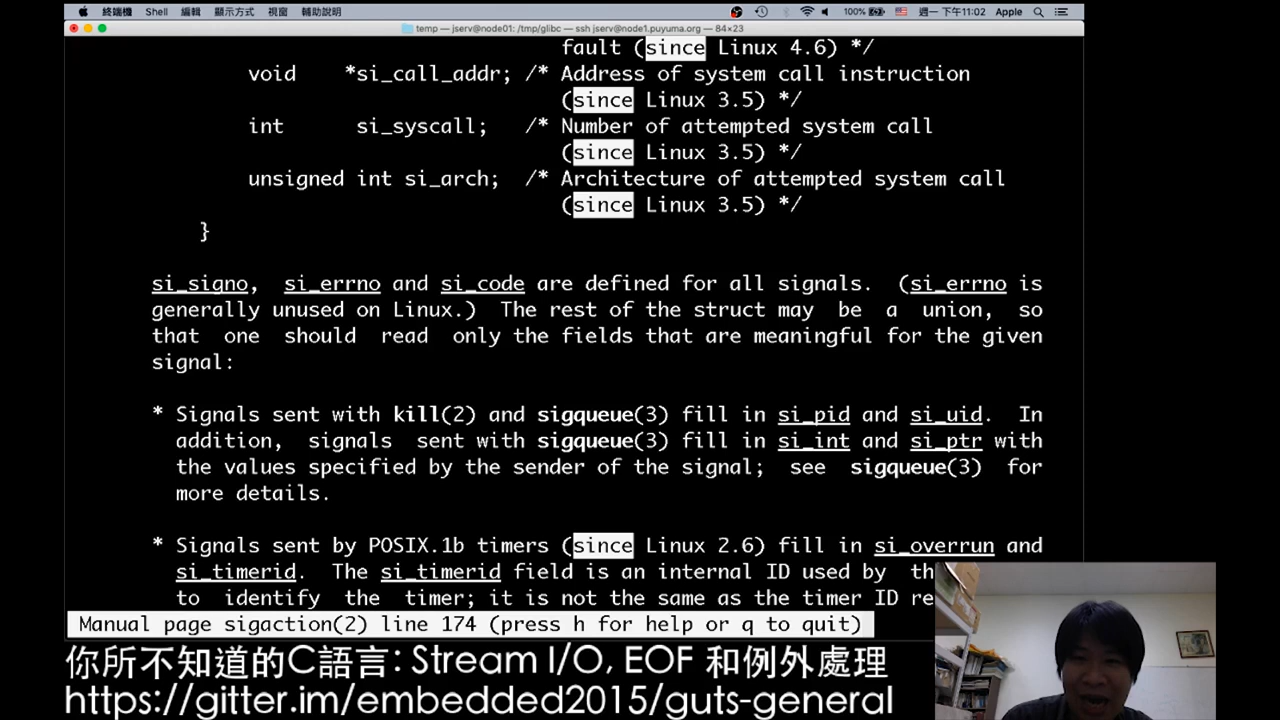 終端機 Shell 編輯 顯示方式 視窗 輔助說明 100% 週一下午11:02 Apple
temp — jserv@node01: /tmp/glibc — ssh jserv@node1.puyuma.org — 84×23
fault (since Linux 4.6) */
void *si_call_addr; /* Address of system call instruction
(since Linux 3.5) */
int si_syscall; /* Number of attempted system call
(since Linux 3.5) */
unsigned int si_arch; /* Architecture of attempted system call
(since Linux 3.5) */
}
si_signo, si_errno and si_code are defined for all signals. (si_errno is
generally unused on Linux.) The rest of the struct may be a union, so
that one should read only the fields that are meaningful for the given
signal:
* Signals sent with kill(2) and sigqueue(3) fill in si_pid and si_uid. In
addition, signals sent with sigqueue(3) fill in si_int and si_ptr with
the values specified by the sender of the signal; see sigqueue(3) for
more details.
* Signals sent by POSIX.1b timers (since Linux 2.6) fill in si_overrun and
si_timerid. The si_timerid field is an internal ID used by
to identify the timer; it is not the same as the timer ID
Manual page sigaction(2) line 174 (press h for help or q to quit)
你所不知道的C語言: Stream I/O, EOF 和例外處理
https://gitter.im/embedded2015/guts-general